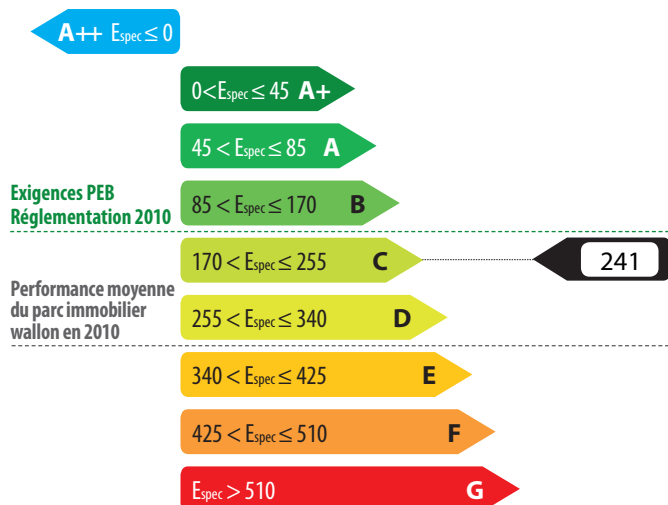 A++ Espec ≤ 0
0 < Espec ≤ 45 A+
45 < Espec ≤ 85 A
Exigences PEB
Réglementation 2010
85 < Espec ≤ 170 B
170 < Espec ≤ 255 C
241
Performance moyenne
du parc immobilier
wallon en 2010
255 < Espec ≤ 340 D
340 < Espec ≤ 425 E
425 < Espec ≤ 510 F
Espec > 510 G